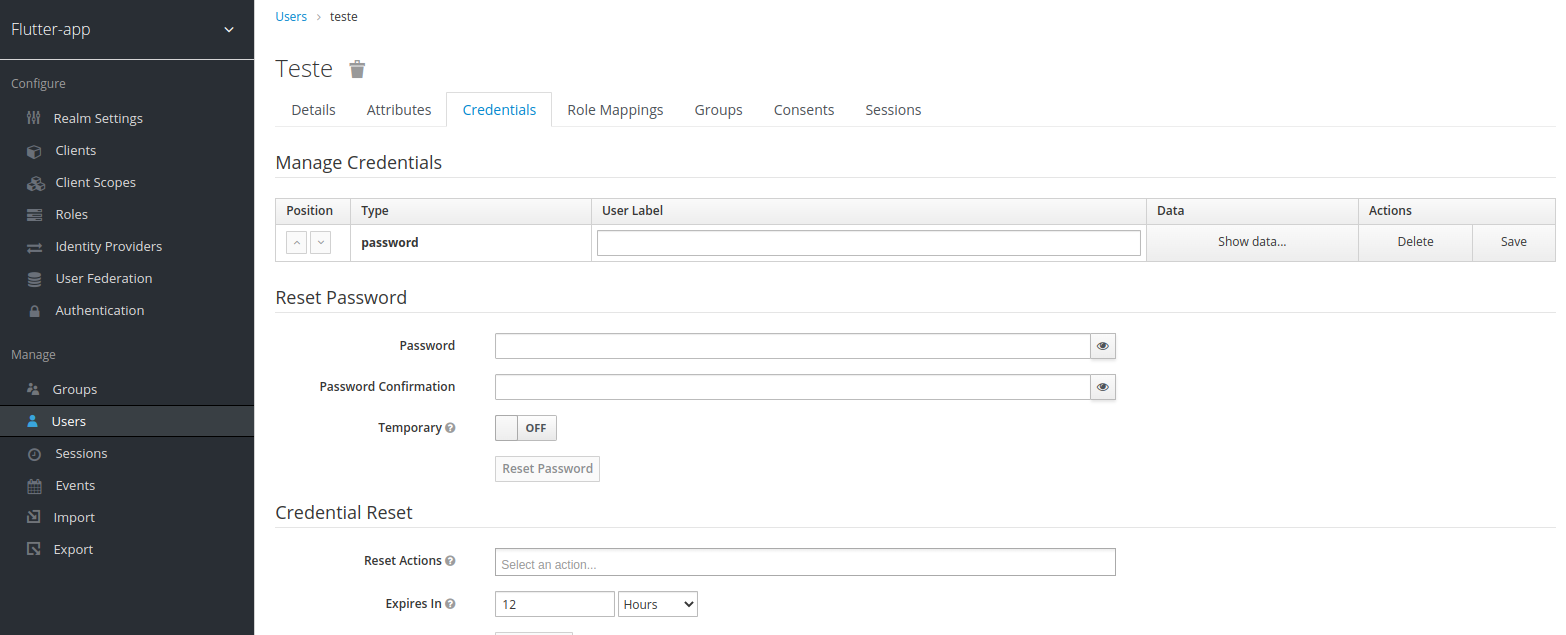 Flutter-app
Configure
Realm Settings
Clients
Client Scopes
Roles
Identity Providers
User Federation
Authentication
Manage
Groups
Users
Sessions
Events
Import
Export
Users > teste
Teste
Details Attributes Credentials Role Mappings Groups Consents Sessions
Manage Credentials
Position Type User Label Data Actions
password Show data... Delete Save
Reset Password
Password
Password Confirmation
Temporary OFF
Reset Password
Credential Reset
Reset Actions Select an action...
Expires In 12 Hours